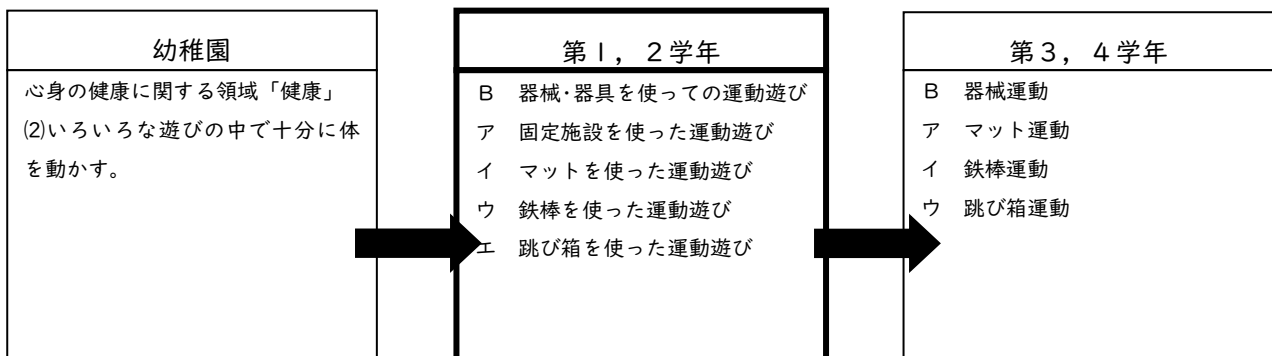 幼稚園
心身の健康に関する領域「健康」
⑵いろいろな遊びの中で十分に体
を動かす。
第1，2学年
B　器械・器具を使っての運動遊び
ア　固定施設を使った運動遊び
イ　マットを使った運動遊び
ウ　鉄棒を使った運動遊び
エ　跳び箱を使った運動遊び
第3，4学年
B　器械運動
ア　マット運動
イ　鉄棒運動
ウ　跳び箱運動